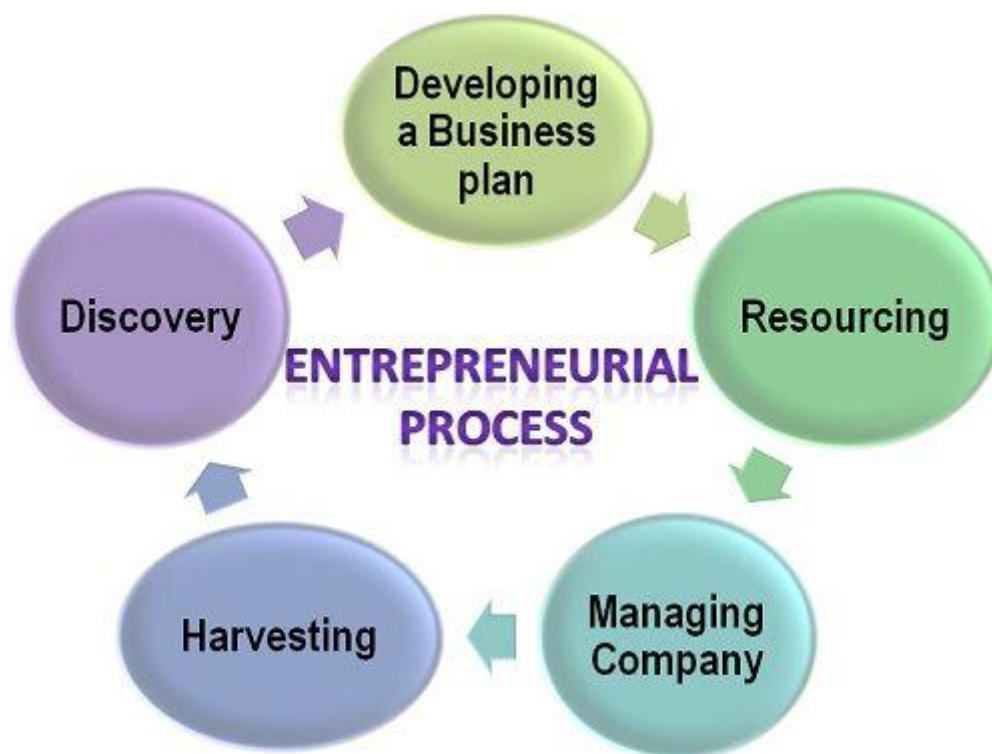 Developing
a Business
plan
Discovery
Resourcing
ENTREPRENEURIAL
PROCESS
Harvesting
Managing
Company